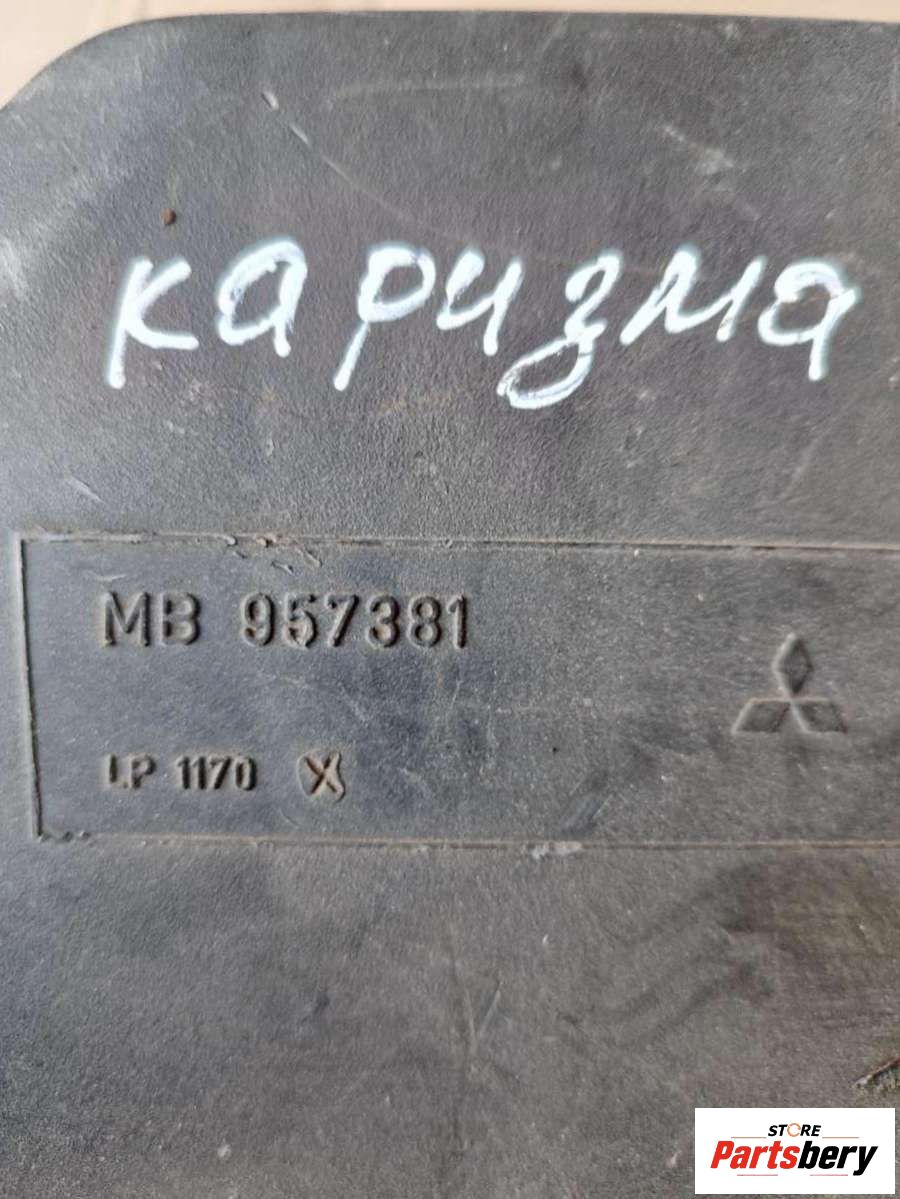 каризма
MB 957381
LP 1170 X
STORE
Partsbery